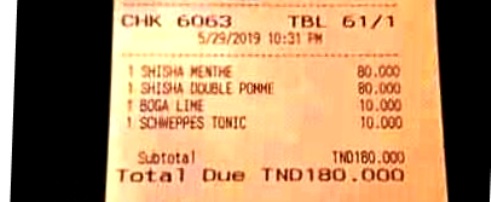 CHK 6063 TBL 61/1
5/29/2019 10:31 PM
1 SHISHA MENTHE 80.000
1 SHISHA DOUBLE POMME 80.000
1 BOGA LIME 10.000
1 SCHWEPPES TONIC 10.000
Subtotal TND180.000
Total Due TND180.000